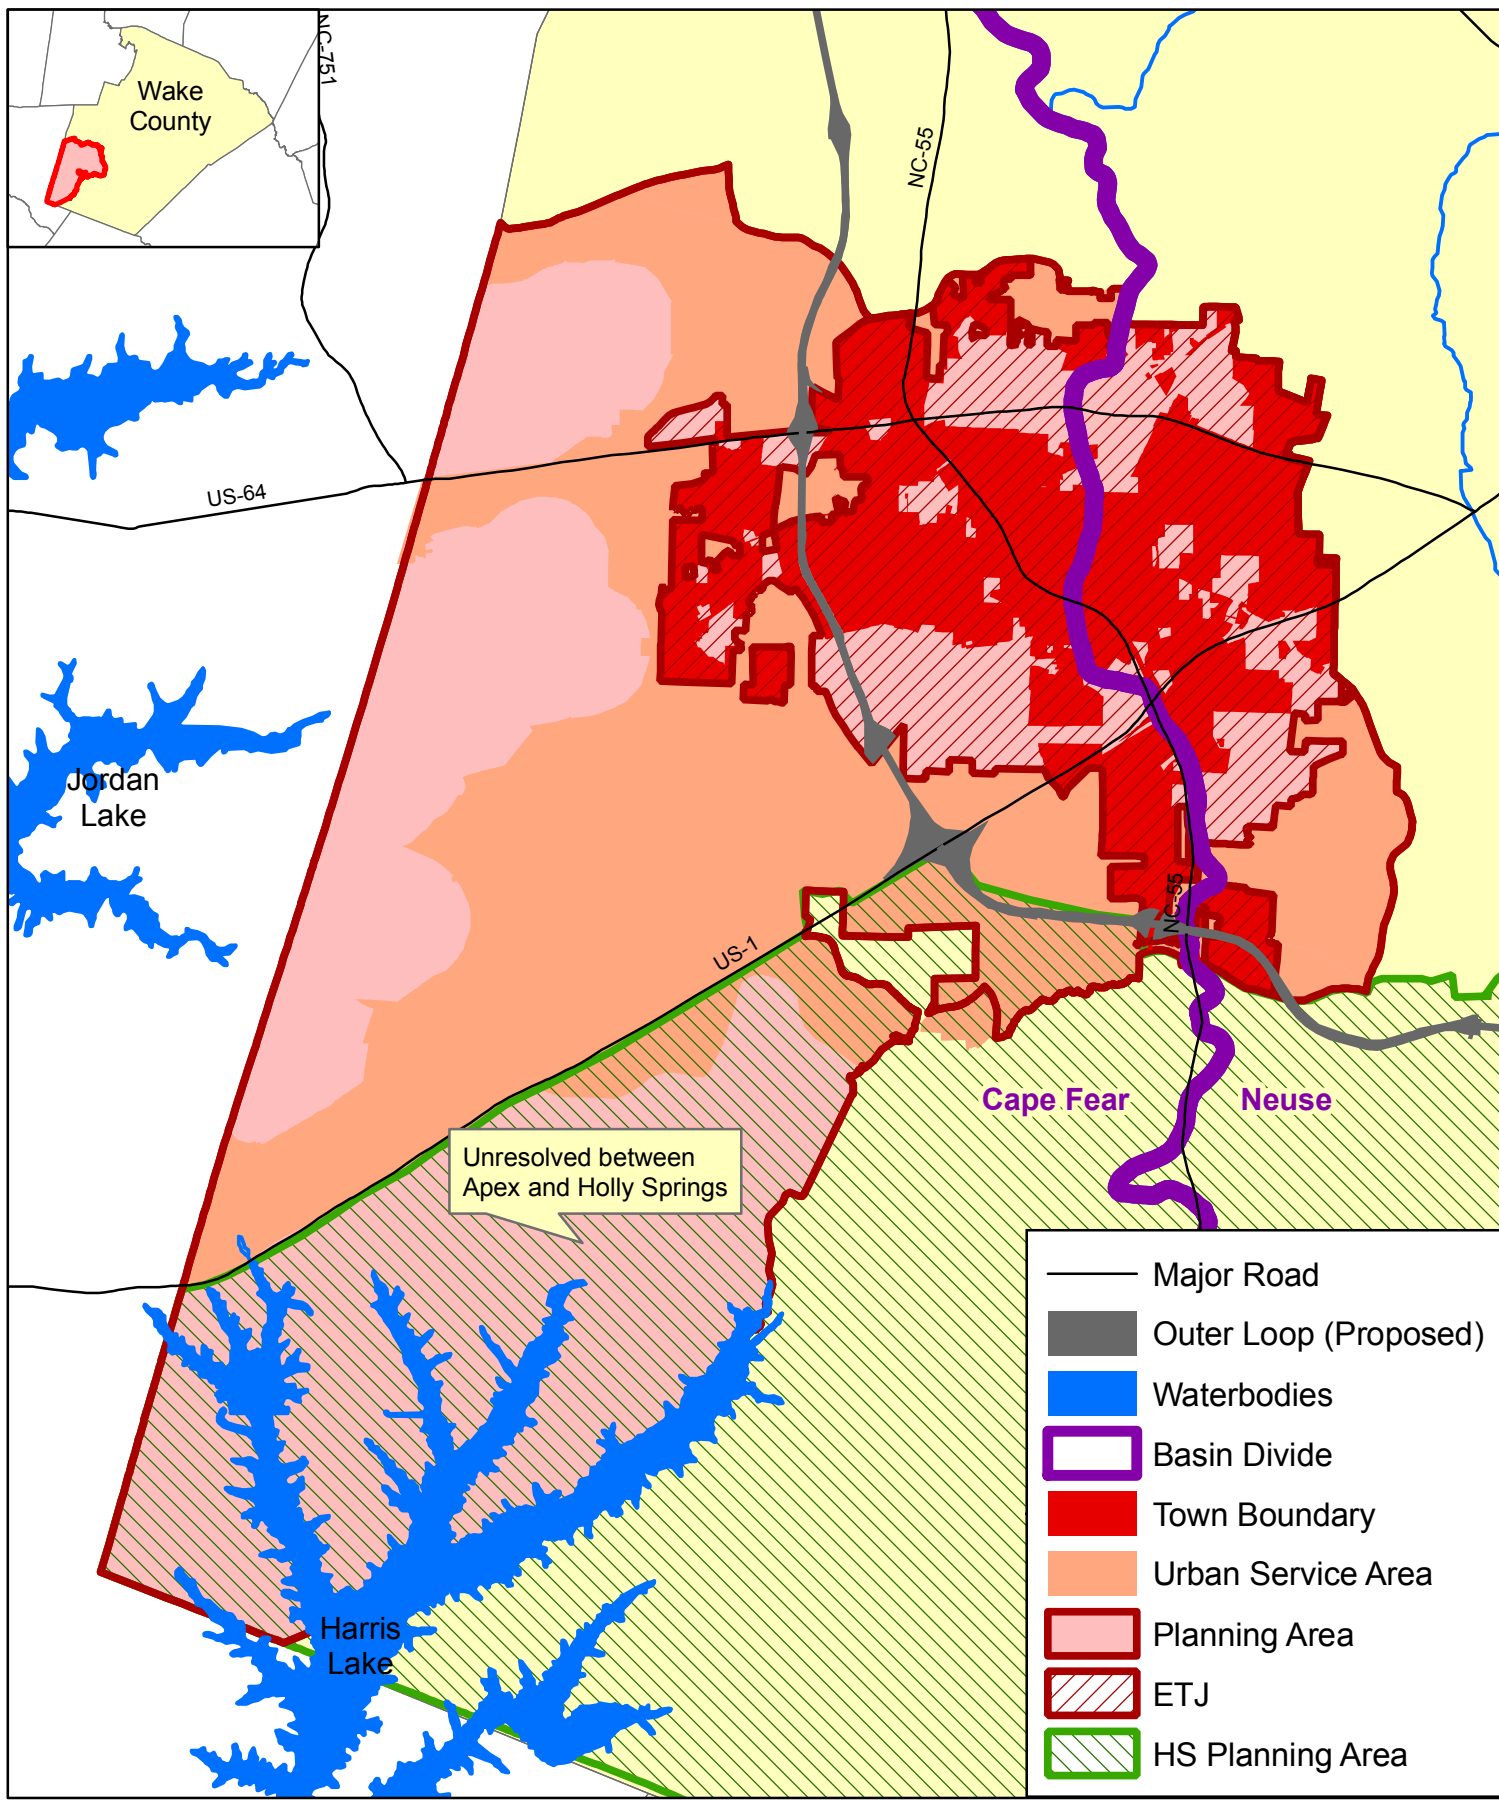 NC-751
Wake
County
NC-55
US-64
Jordan
Lake
NC-55
US-1
Cape Fear
Neuse
Unresolved between
Apex and Holly Springs
Harris
Lake
Major Road
Outer Loop (Proposed)
Waterbodies
Basin Divide
Town Boundary
Urban Service Area
Planning Area
ETJ
HS Planning Area